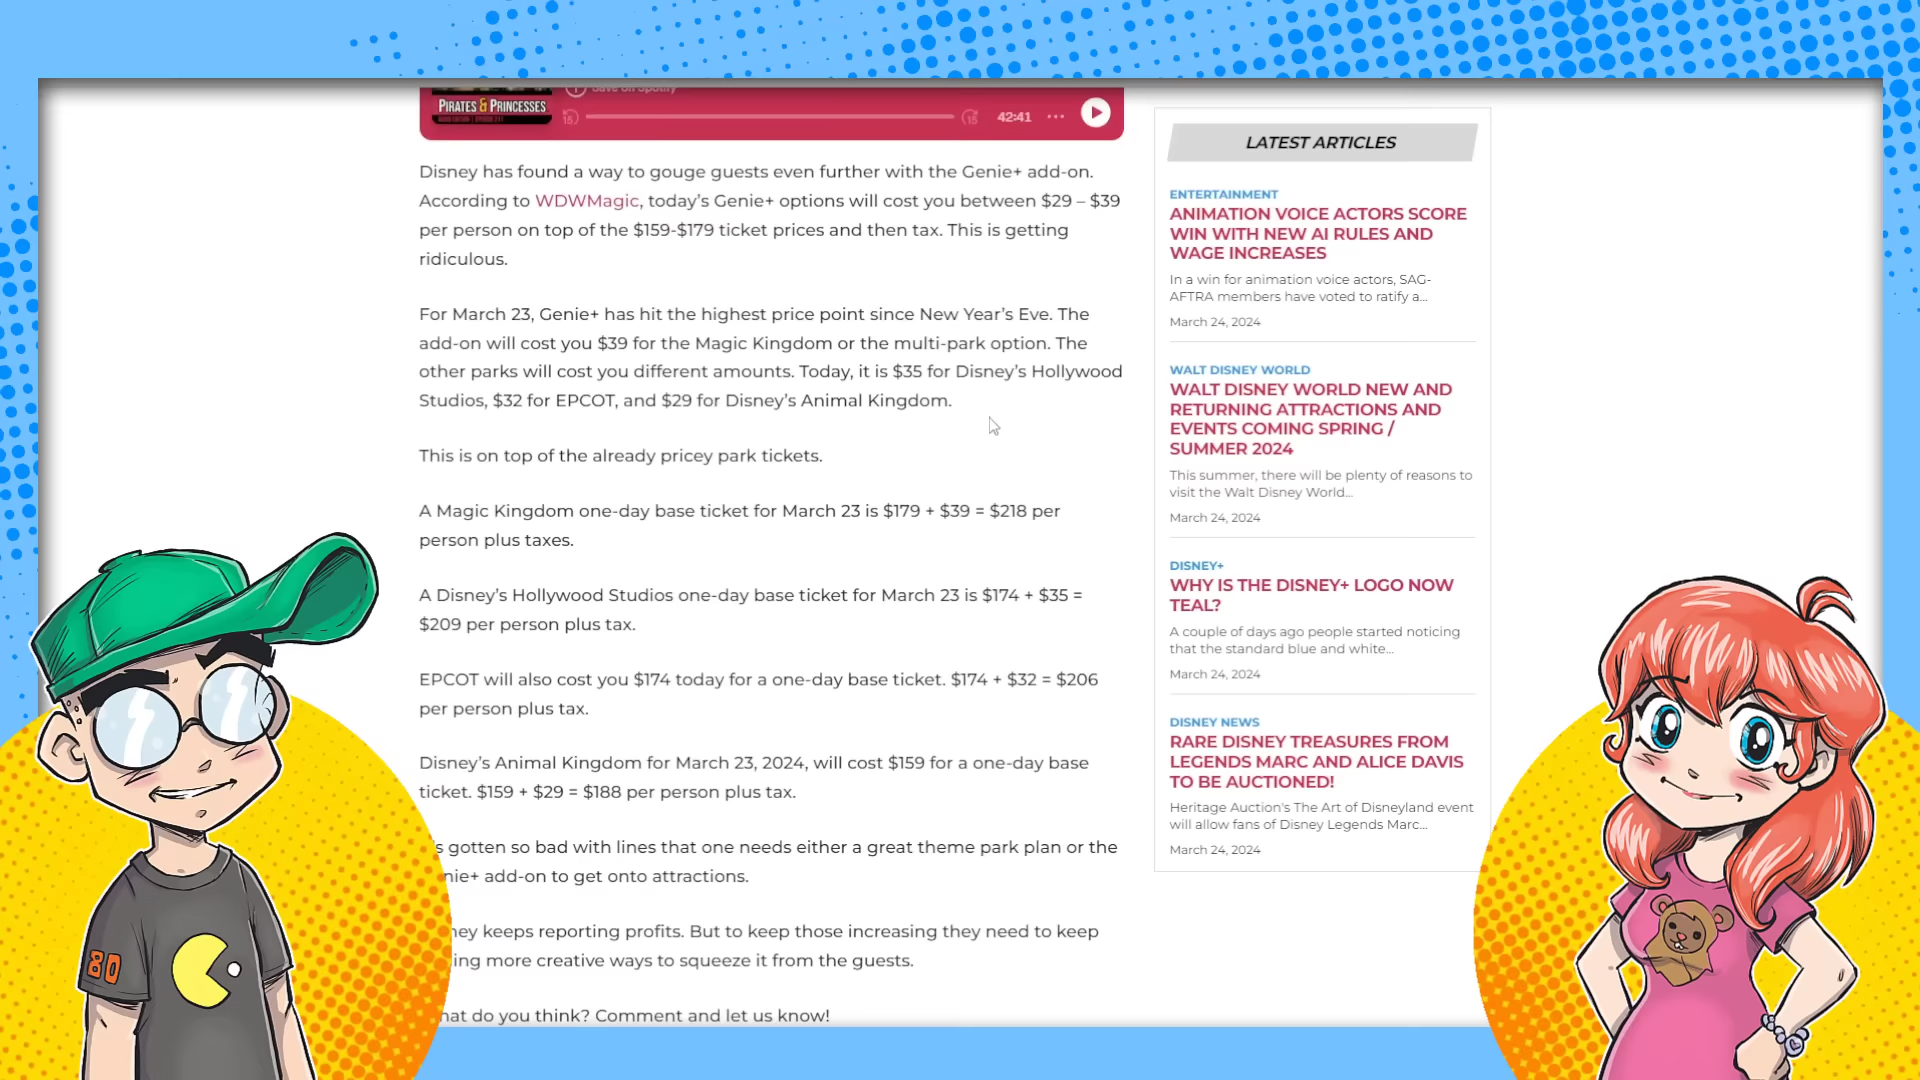 Save on Spotify
PIRATES & PRINCESSES
15
15
42:41
Disney has found a way to gouge guests even further with the Genie+ add-on.
According to WDWMagic, today's Genie+ options will cost you between $29 – $39
per person on top of the $159-$179 ticket prices and then tax. This is getting
ridiculous.
For March 23, Genie+ has hit the highest price point since New Year's Eve. The
add-on will cost you $39 for the Magic Kingdom or the multi-park option. The
other parks will cost you different amounts. Today, it is $35 for Disney's Hollywood
Studios, $32 for EPCOT, and $29 for Disney's Animal Kingdom.
This is on top of the already pricey park tickets.
A Magic Kingdom one-day base ticket for March 23 is $179 + $39 = $218 per
person plus taxes.
A Disney's Hollywood Studios one-day base ticket for March 23 is $174 + $35 =
$209 per person plus tax.
EPCOT will also cost you $174 today for a one-day base ticket. $174 + $32 = $206
per person plus tax.
Disney's Animal Kingdom for March 23, 2024, will cost $159 for a one-day base
ticket. $159 + $29 = $188 per person plus tax.
s gotten so bad with lines that one needs either a great theme park plan or the
nie+ add-on to get onto attractions.
ney keeps reporting profits. But to keep those increasing they need to keep
ing more creative ways to squeeze it from the guests.
hat do you think? Comment and let us know!
LATEST ARTICLES
ENTERTAINMENT
ANIMATION VOICE ACTORS SCORE
WIN WITH NEW AI RULES AND
WAGE INCREASES
In a win for animation voice actors, SAG-
AFTRA members have voted to ratify a...
March 24, 2024
WALT DISNEY WORLD
WALT DISNEY WORLD NEW AND
RETURNING ATTRACTIONS AND
EVENTS COMING SPRING /
SUMMER 2024
This summer, there will be plenty of reasons to
visit the Walt Disney World...
March 24, 2024
DISNEY+
WHY IS THE DISNEY+ LOGO NOW
TEAL?
A couple of days ago people started noticing
that the standard blue and white...
March 24, 2024
DISNEY NEWS
RARE DISNEY TREASURES FROM
LEGENDS MARC AND ALICE DAVIS
TO BE AUCTIONED!
Heritage Auction's The Art of Disneyland event
will allow fans of Disney Legends Marc...
March 24, 2024
80